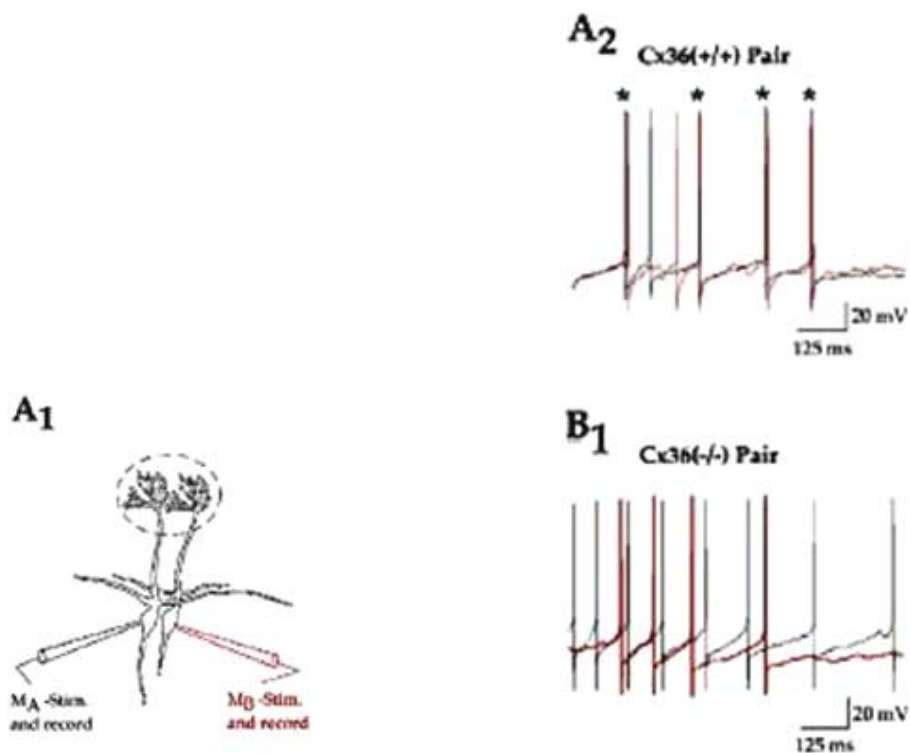 A2
Cx36(+/+) Pair
* * * *
20 mV
125 ms
A1
MA -Stim.
and record
MB -Stim.
and record
B1
Cx36(-/-) Pair
20 mV
125 ms